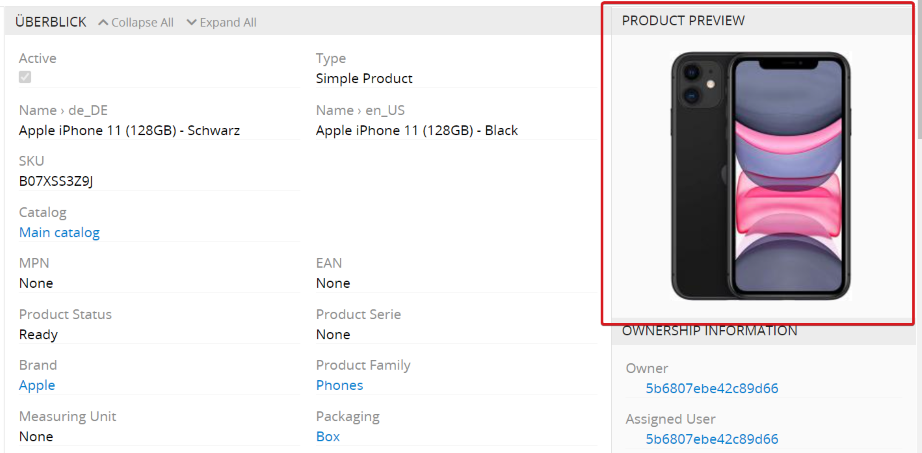 ÜBERBLICK Collapse All Expand All
Active
Type
Simple Product
Name › de_DE
Apple iPhone 11 (128GB) - Schwarz
Name › en_US
Apple iPhone 11 (128GB) - Black
SKU
B07XSS3Z9J
Catalog
Main catalog
MPN
None
EAN
None
Product Status
Ready
Product Serie
None
Brand
Apple
Product Family
Phones
Measuring Unit
None
Packaging
Box
PRODUCT PREVIEW
OWNERSHIP INFORMATION
Owner
5b6807ebe42c89d66
Assigned User
5b6807ebe42c89d66